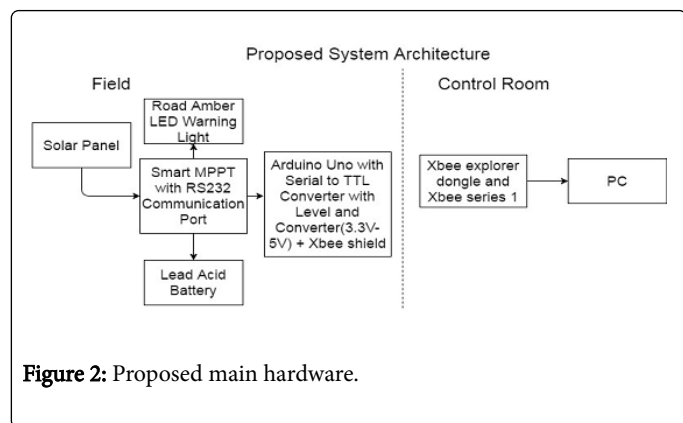 Proposed System Architecture
Field
Control Room
Road Amber
LED Warning
Light
Solar Panel
Smart MPPT
with RS232
Communication
Port
Arduino Uno with
Serial to TTL
Converter with
Level and
Converter(3.3V-
5V) + Xbee shield
Xbee explorer
dongle and
Xbee series 1
PC
Lead Acid
Battery
Figure 2: Proposed main hardware.